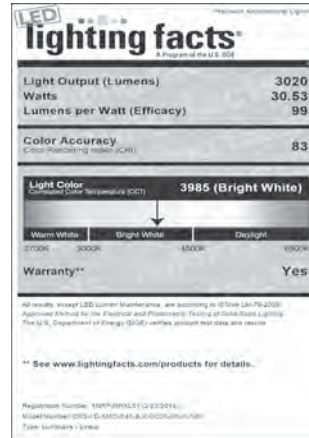 LED
lighting facts®
A Program of the U.S. DOE
Light Output (Lumens) 3020
Watts 30.53
Lumens per Watt (Efficacy) 99
Color Accuracy 83
Color Rendering Index (CRI)
Light Color
Correlated Color Temperature (CCT) 3985 (Bright White)
Warm White Bright White Daylight
2700K 3000K 4500K 6500K
Warranty** Yes
All results, except LED Lumen Maintenance, are according to IESNA LM-79-2008:
Approved Method for the Electrical and Photometric Testing of Solid-State Lighting.
The U.S. Department of Energy (DOE) verifies product test data and results.
** See www.lightingfacts.com/products for details.
Registration Number:
Model Number
Type: Luminaire - Linear